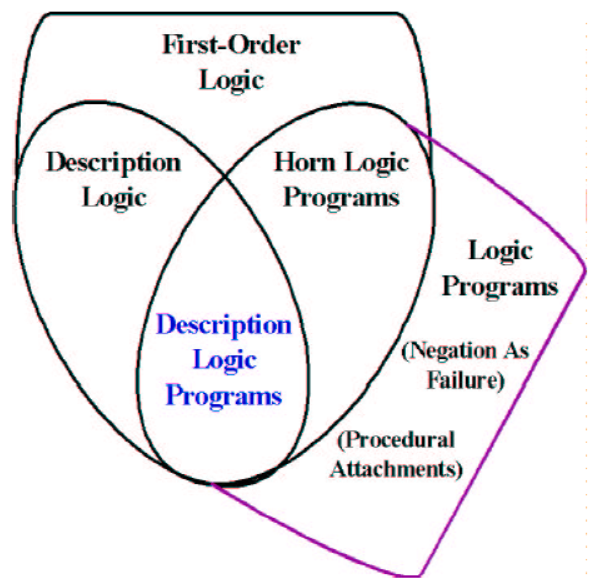 First-Order
Logic
Description
Logic
Horn Logic
Programs
Logic
Programs
Description
Logic
Programs
(Negation As
Failure)
(Procedural
Attachments)